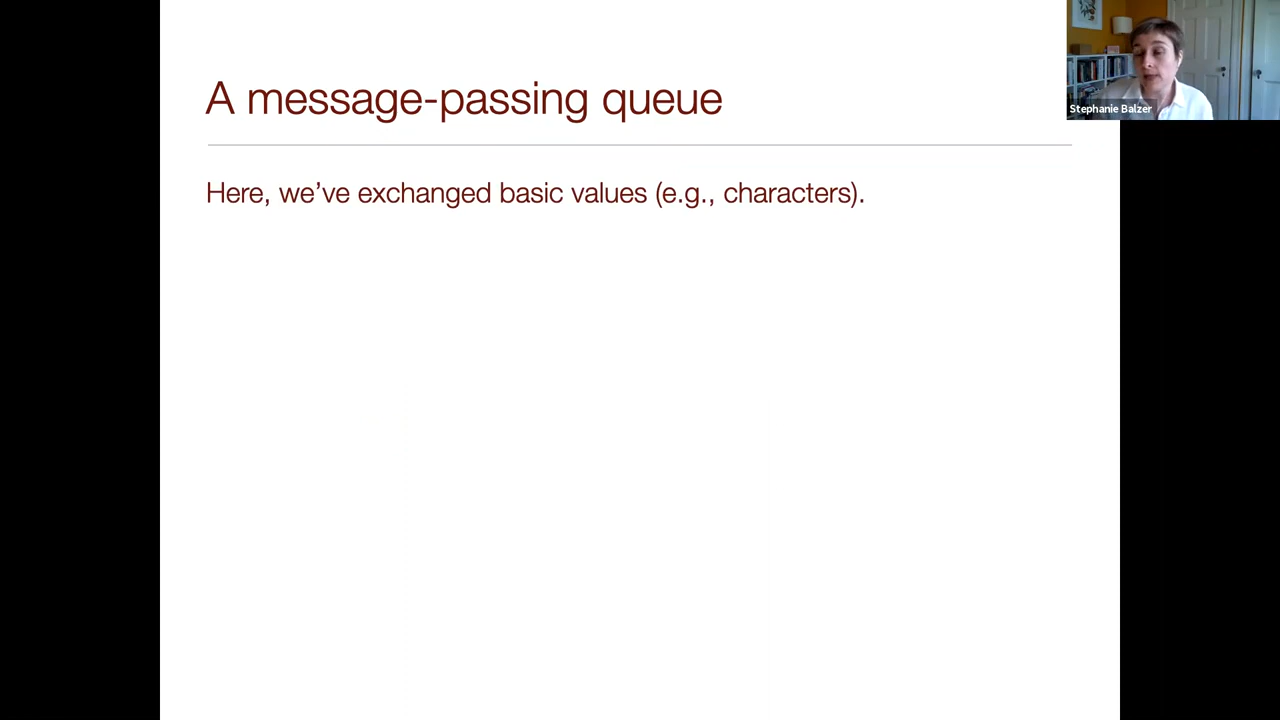 A message-passing queue
Stephanie Balzer
Here, we’ve exchanged basic values (e.g., characters).